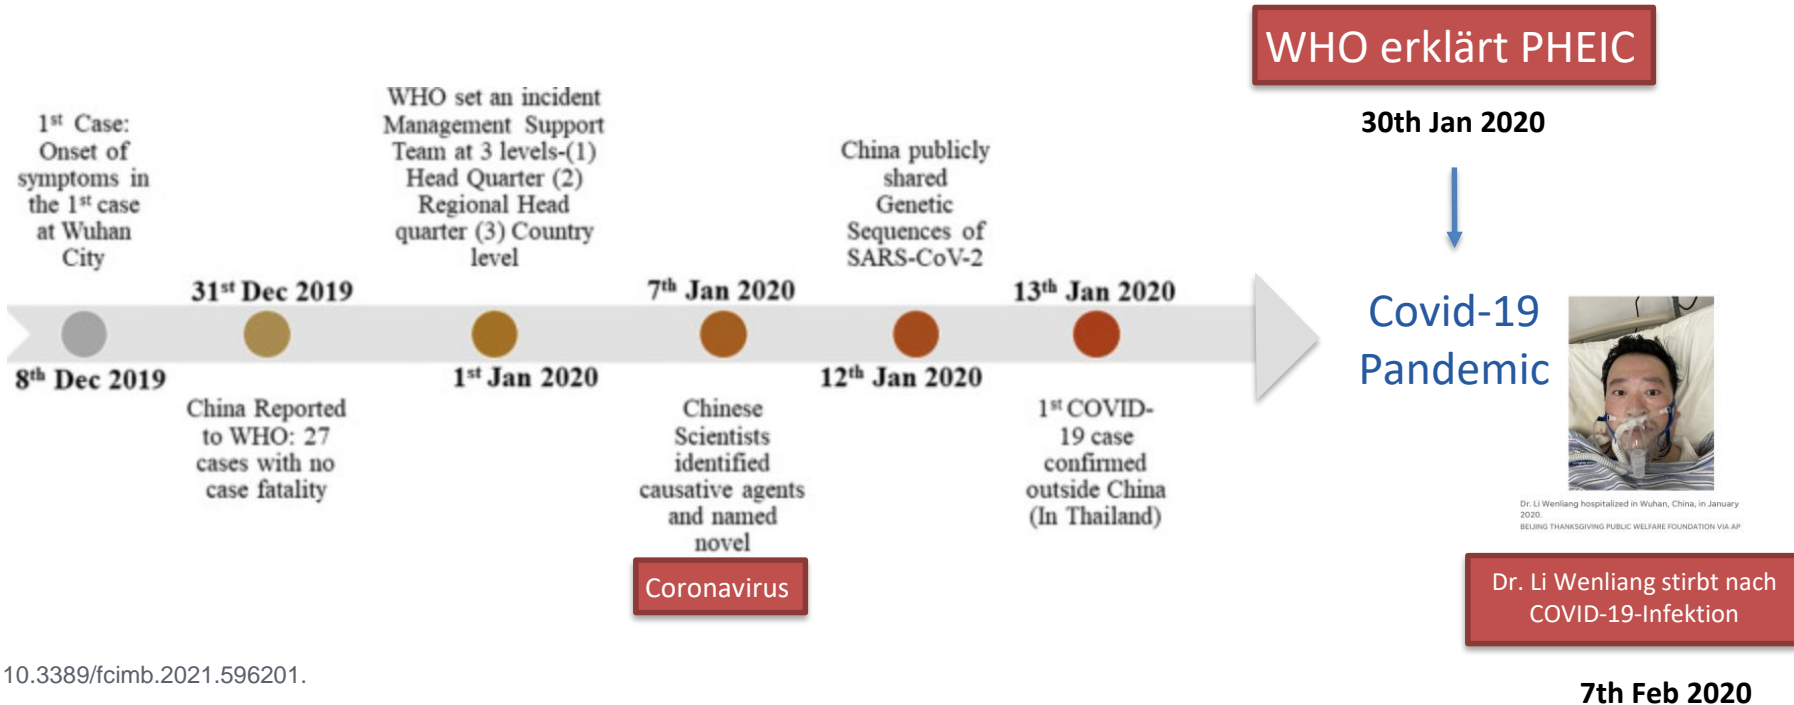 WHO erklärt PHEIC
30th Jan 2020
1st Case:
Onset of
symptoms in
the 1st case
at Wuhan
City
8th Dec 2019
31st Dec 2019
China Reported
to WHO: 27
cases with no
case fatality
WHO set an incident
Management Support
Team at 3 levels-(1)
Head Quarter (2)
Regional Head
quarter (3) Country
level
1st Jan 2020
7th Jan 2020
Chinese
Scientists
identified
causative agents
and named
novel
Coronavirus
China publicly
shared
Genetic
Sequences of
SARS-CoV-2
12th Jan 2020
13th Jan 2020
1st COVID-
19 case
confirmed
outside China
(In Thailand)
Covid-19
Pandemic
Dr. Li Wenliang hospitalized in Wuhan, China, in January
2020.
BEIJING THANKSGIVING PUBLIC WELFARE FOUNDATION VIA AP
Dr. Li Wenliang stirbt nach
COVID-19-Infektion
7th Feb 2020
10.3389/fcimb.2021.596201.